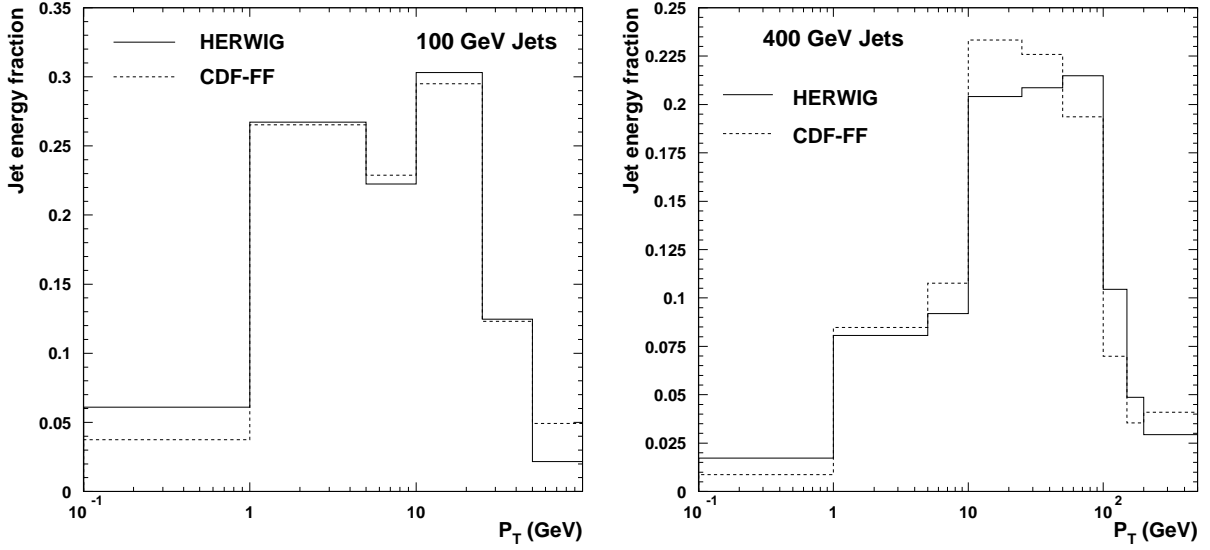 Jet energy fraction
HERWIG
CDF-FF
100 GeV Jets
0.35
0.3
0.25
0.2
0.15
0.1
0.05
0
10 -1
1
10
P T (GeV)
Jet energy fraction
400 GeV Jets
HERWIG
CDF-FF
0.25
0.225
0.2
0.175
0.15
0.125
0.1
0.075
0.05
0.025
0
10 -1
1
10
10 2
P T (GeV)